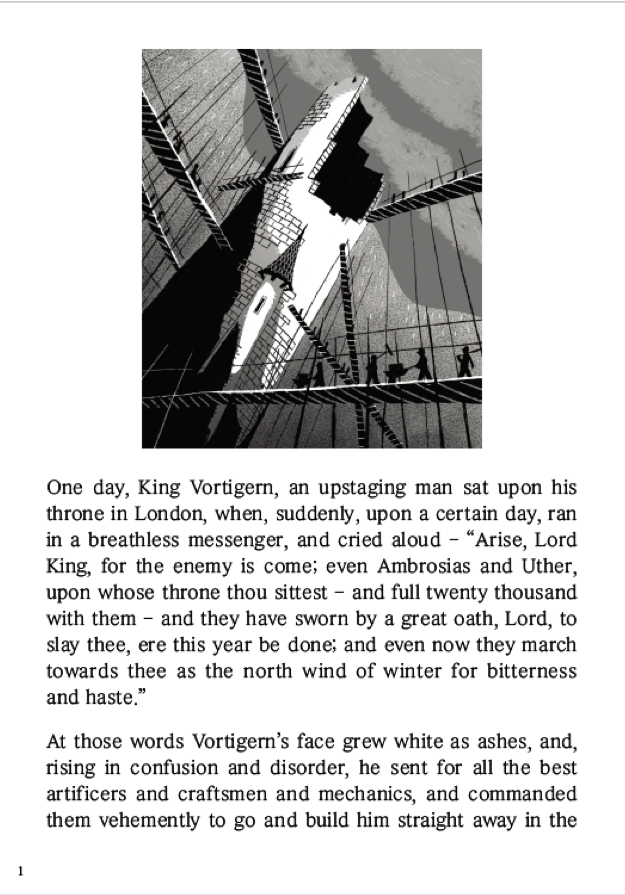 One day, King Vortigern, an upstaging man sat upon his
throne in London, when, suddenly, upon a certain day, ran
in a breathless messenger, and cried aloud – “Arise, Lord
King, for the enemy is come; even Ambrosias and Uther,
upon whose throne thou sittest – and full twenty thousand
with them – and they have sworn by a great oath, Lord, to
slay thee, ere this year be done; and even now they march
towards thee as the north wind of winter for bitterness
and haste.”
At those words Vortigern’s face grew white as ashes, and,
rising in confusion and disorder, he sent for all the best
artificers and craftsmen and mechanics, and commanded
them vehemently to go and build him straight away in the
1